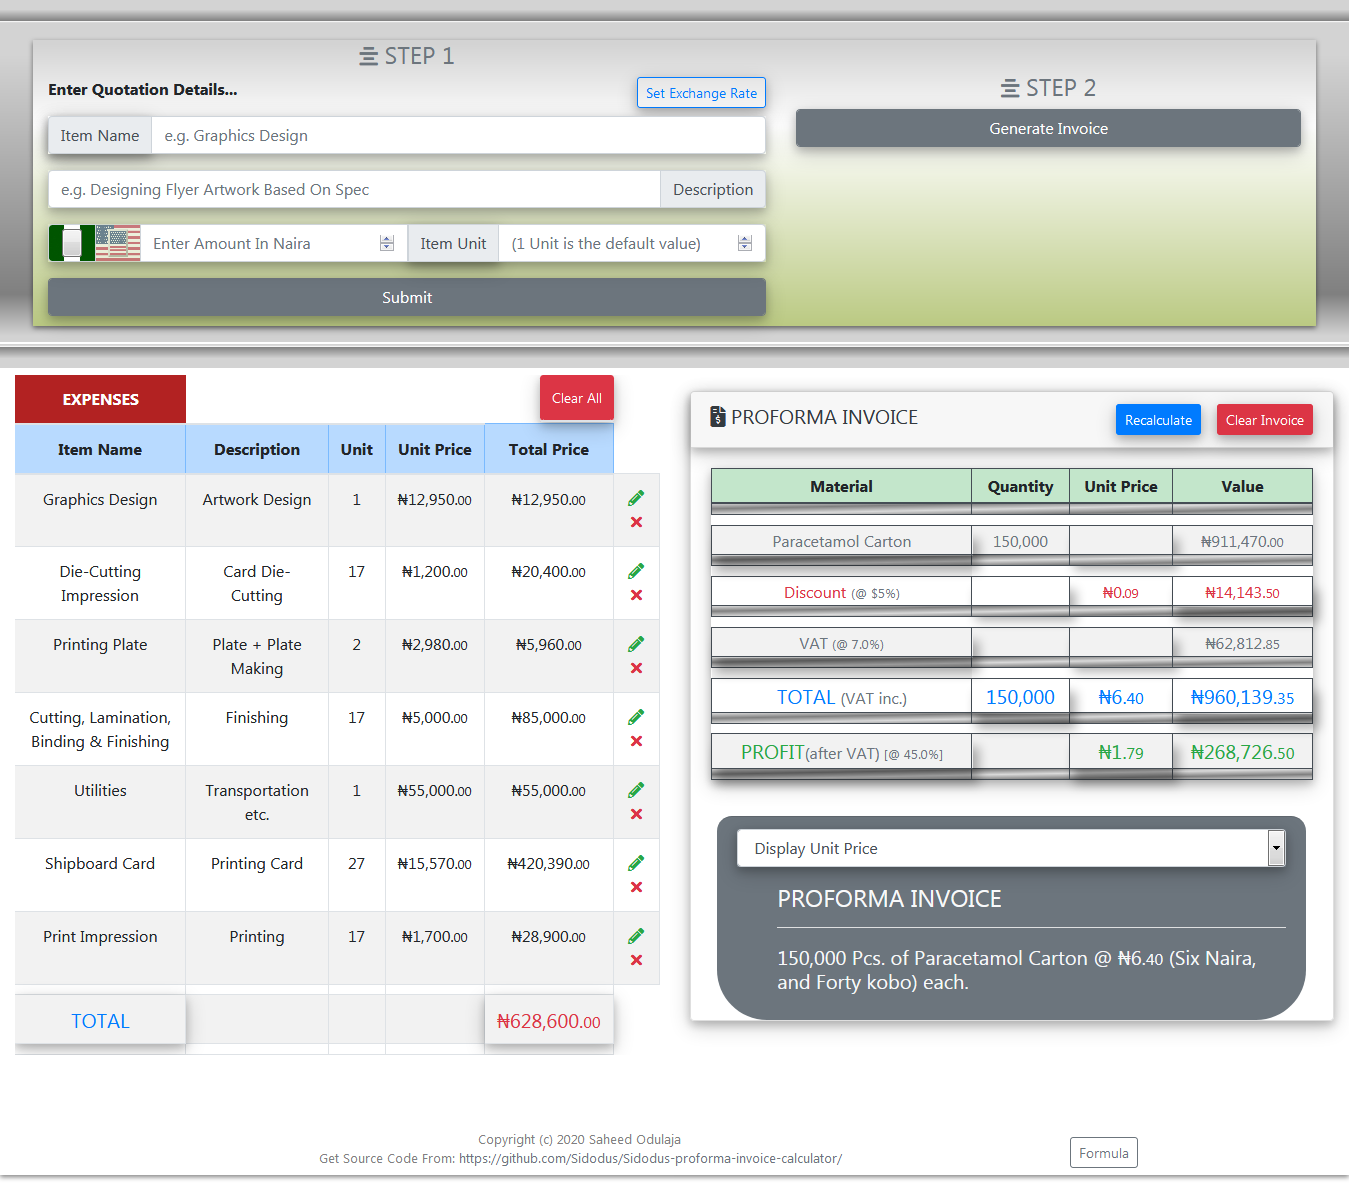 STEP 1
Enter Quotation Details...
Set Exchange Rate
Item Name
e.g. Graphics Design
e.g. Designing Flyer Artwork Based On Spec
Description
Enter Amount In Naira
Item Unit
(1 Unit is the default value)
Submit
STEP 2
Generate Invoice
EXPENSES
Clear All
Item Name Description Unit Unit Price Total Price
Graphics Design Artwork Design 1 ₦12,950.00 ₦12,950.00
Die-Cutting Card Die- 17 ₦1,200.00 ₦20,400.00
Impression Cutting
Printing Plate Plate + Plate 2 ₦2,980.00 ₦5,960.00
Making
Cutting, Lamination, Finishing 17 ₦5,000.00 ₦85,000.00
Binding & Finishing
Utilities Transportation 1 ₦55,000.00 ₦55,000.00
etc.
Shipboard Card Printing Card 27 ₦15,570.00 ₦420,390.00
Print Impression Printing 17 ₦1,700.00 ₦28,900.00
TOTAL ₦628,600.00
PROFORMA INVOICE
Recalculate
Clear Invoice
Material Quantity Unit Price Value
Paracetamol Carton 150,000 ₦911,470.00
Discount (@ $5%) ₦0.09 ₦14,143.50
VAT (@ 7.0%) ₦62,812.85
TOTAL (VAT inc.) 150,000 ₦6.40 ₦960,139.35
PROFIT(after VAT) [@ 45.0%] ₦1.79 ₦268,726.50
Display Unit Price
PROFORMA INVOICE
150,000 Pcs. of Paracetamol Carton @ ₦6.40 (Six Naira,
and Forty kobo) each.
Copyright (c) 2020 Saheed Odulaja
Get Source Code From: https://github.com/Sidodus/Sidodus-proforma-invoice-calculator/
Formula